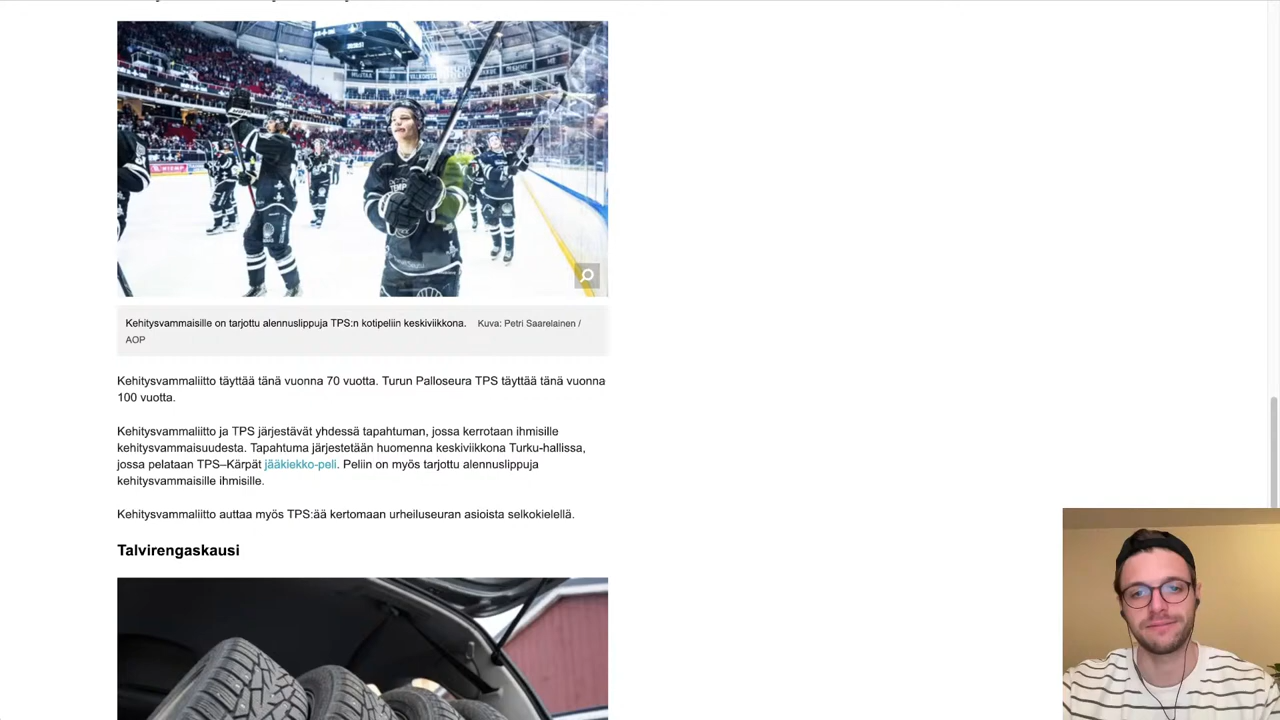 Kehitysvammaisille on tarjottu alennuslippuja TPS:n kotipeliin keskiviikkona. Kuva: Petri Saarelainen /
AOP
Kehitysvammaliitto täyttää tänä vuonna 70 vuotta. Turun Palloseura TPS täyttää tänä vuonna
100 vuotta.
Kehitysvammaliitto ja TPS järjestävät yhdessä tapahtuman, jossa kerrotaan ihmisille
kehitysvammaisuudesta. Tapahtuma järjestetään huomenna keskiviikkona Turku-hallissa,
jossa pelataan TPS–Kärpät jääkiekko-peli. Peliin on myös tarjottu alennuslippuja
kehitysvammaisille ihmisille.
Kehitysvammaliitto auttaa myös TPS:ää kertomaan urheiluseuran asioista selkokielellä.
Talvirengaskausi